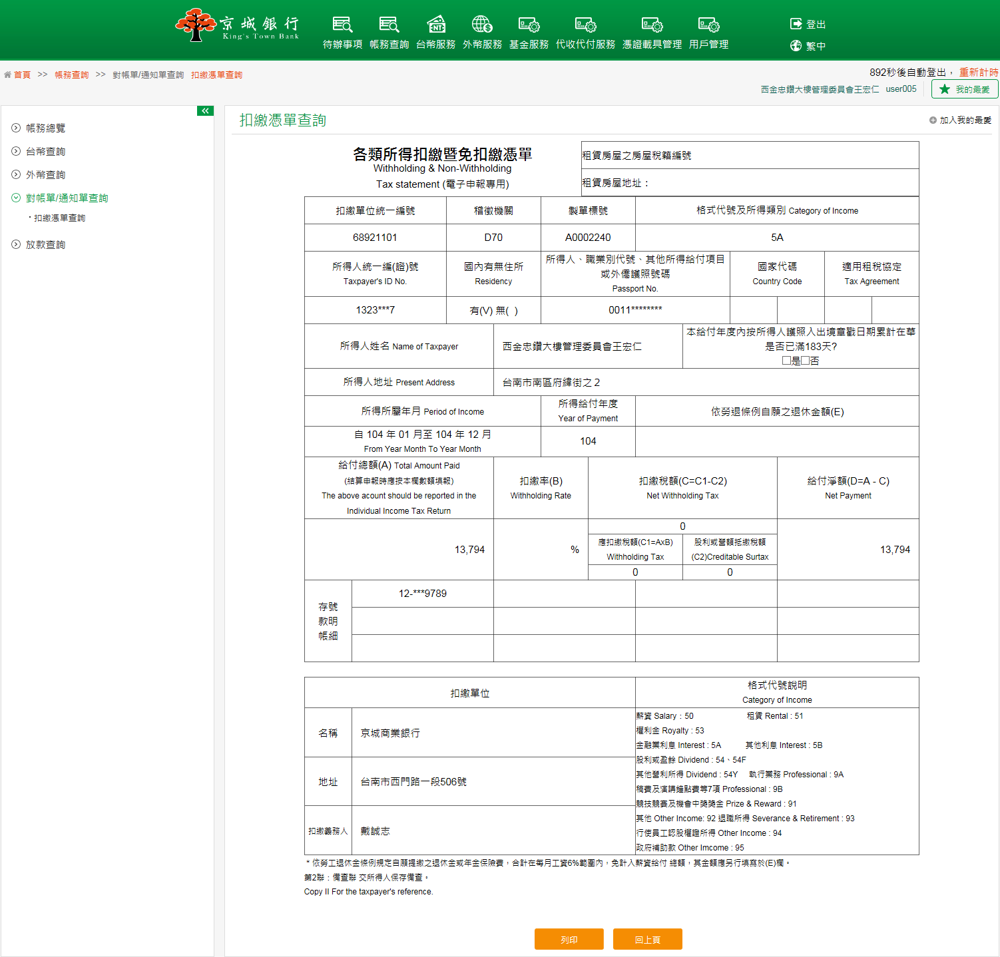 京城銀行
King's Town Bank
待辦事項 帳務查詢 台幣服務 外幣服務 基金服務 代收代付服務 憑證載具管理 用戶管理
登出
繁中
首頁 >> 帳務查詢 >> 對帳單/通知單查詢 扣繳憑單查詢
892秒後自動登出， 重新計時
西金忠鑽大樓管理委員會王宏仁 user005 我的最愛
帳務總覽
台幣查詢
外幣查詢
對帳單/通知單查詢
‧扣繳憑單查詢
放款查詢
扣繳憑單查詢
加入我的最愛
各類所得扣繳暨免扣繳憑單
Withholding & Non-Withholding
Tax statement (電子申報專用)
租賃房屋之房屋稅籍編號
租賃房屋地址：
扣繳單位統一編號 稽徵機關 製單標號 格式代號及所得類別 Category of Income
68921101 D70 A0002240 5A
所得人統一編(證)號
Taxpayer's ID No.
國內有無住所
Residency
所得人、職業別代號、其他所得給付項目
或外僑護照號碼
Passport No.
國家代碼
Country Code
適用租稅協定
Tax Agreement
1323***7 有(V) 無( ) 0011********
所得人姓名 Name of Taxpayer
西金忠鑽大樓管理委員會王宏仁
本給付年度內按所得人護照入出境章戳日期累計在華
是否已滿183天?
□是□否
所得人地址 Present Address
台南市南區府緯街之２
所得所屬年月 Period of Income
所得給付年度
Year of Payment
依勞退條例自願之退休金額(E)
自 104 年 01 月至 104 年 12 月
From Year Month To Year Month
104
給付總額(A) Total Amount Paid
(結算申報時應按本欄數額填報)
The above acount should be reported in the
Individual Income Tax Return
扣繳率(B)
Withholding Rate
扣繳稅額(C=C1-C2)
Net Withholding Tax
給付淨額(D=A - C)
Net Payment
13,794
%
0
應扣繳稅額(C1=AxB)
Withholding Tax
股利或營額抵繳稅額
(C2)Creditable Surtax
0 0
13,794
存號
款明
帳細
12-***9789
扣繳單位
格式代號說明
Category of Income
名稱
京城商業銀行
地址
台南市西門路一段506號
扣繳義務人
戴誠志
薪資 Salary : 50 租賃 Rental : 51
權利金 Royalty : 53
金融業利息 Interest : 5A 其他利息 Interest : 5B
股利或盈餘 Dividend : 54、54F
其他營利所得 Dividend : 54Y 執行業務 Professional : 9A
稿費及演講鐘點費等7項 Professional : 9B
競技競賽及機會中獎獎金 Prize & Reward : 91
其他 Other Income: 92 退職所得 Severance & Retirement : 93
行使員工認股權證所得 Other Income : 94
政府補助款 Other Imcome : 95
* 依勞工退休金條例規定自願提繳之退休金或年金保險費，合計在每月工資6%範圍內，免計入薪資給付 總額，其金額應另行填寫於(E)欄。
第2聯：備查聯 交所得人保存備查。
Copy II For the taxpayer's reference.
列印 回上頁